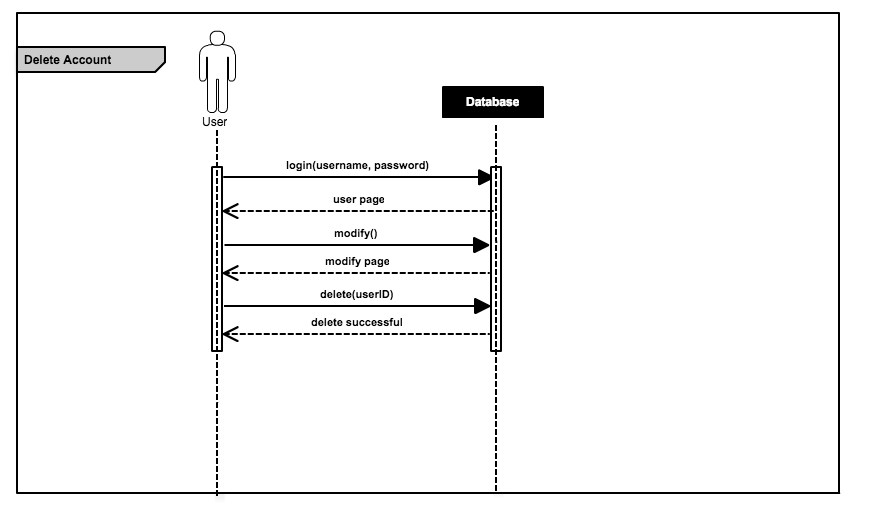 Delete Account
User
Database
login(username, password)
user page
modify()
modify page
delete(userID)
delete successful